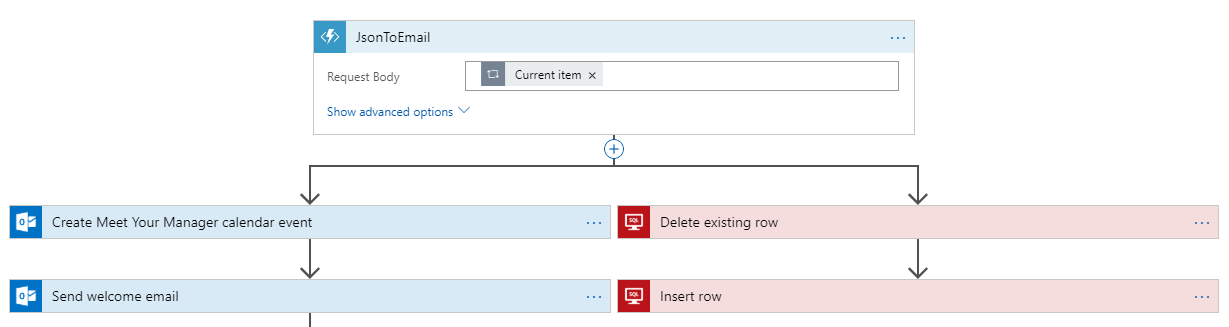 JsonToEmail
Request Body
Current item
Show advanced options
Create Meet Your Manager calendar event
Delete existing row
Send welcome email
Insert row